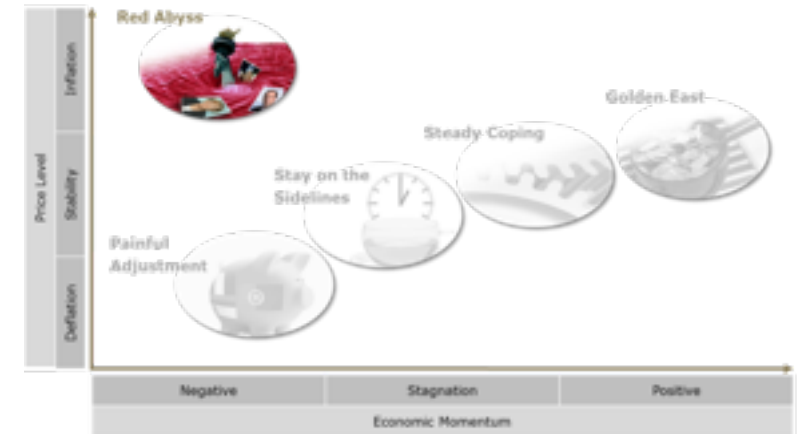 Red Abyss
Golden East
Steady Coping
Stay on the
Sidelines
Painful
Adjustment
Price Level
Inflation
Stability
Deflation
Negative
Stagnation
Positive
Economic Momentum